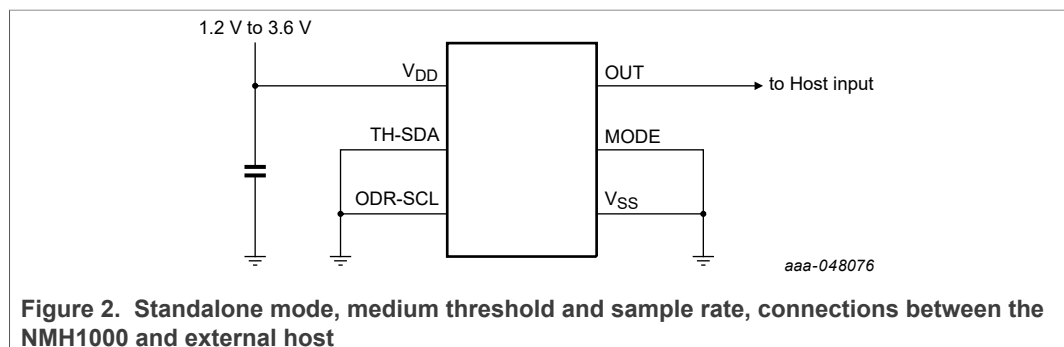 1.2 V to 3.6 V
VDD
OUT
to Host input
TH-SDA
MODE
ODR-SCL
VSS
aaa-048076
Figure 2. Standalone mode, medium threshold and sample rate, connections between the
NMH1000 and external host